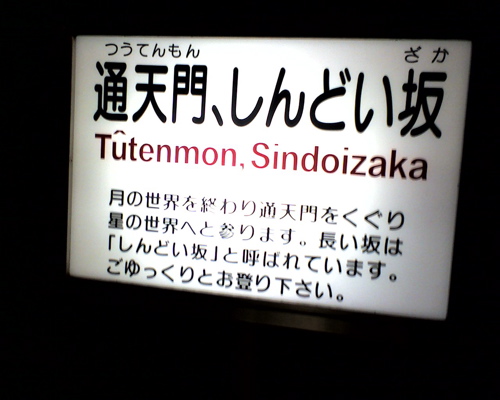 つうてんもん ざか
通天門、しんどい坂
Tûtenmon, Sindoizaka
月の世界を終わり通天門をくぐり
星の世界へと参ります。長い坂は
「しんどい坂」と呼ばれています。
ごゆっくりとお登り下さい。